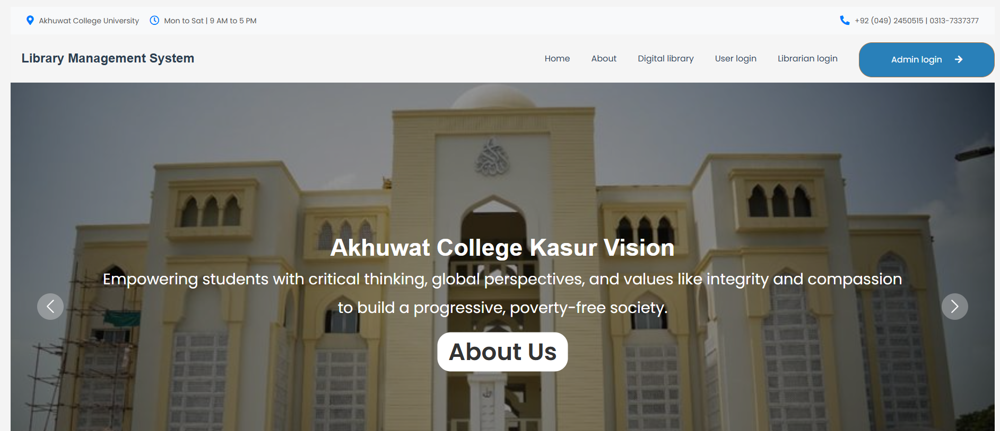 Akhuwat College University Mon to Sat | 9 AM to 5 PM +92 (049) 2450515 | 0313-7337377
Library Management System Home About Digital library User login Librarian login Admin login
Akhuwat College Kasur Vision
Empowering students with critical thinking, global perspectives, and values like integrity and compassion
to build a progressive, poverty-free society.
About Us